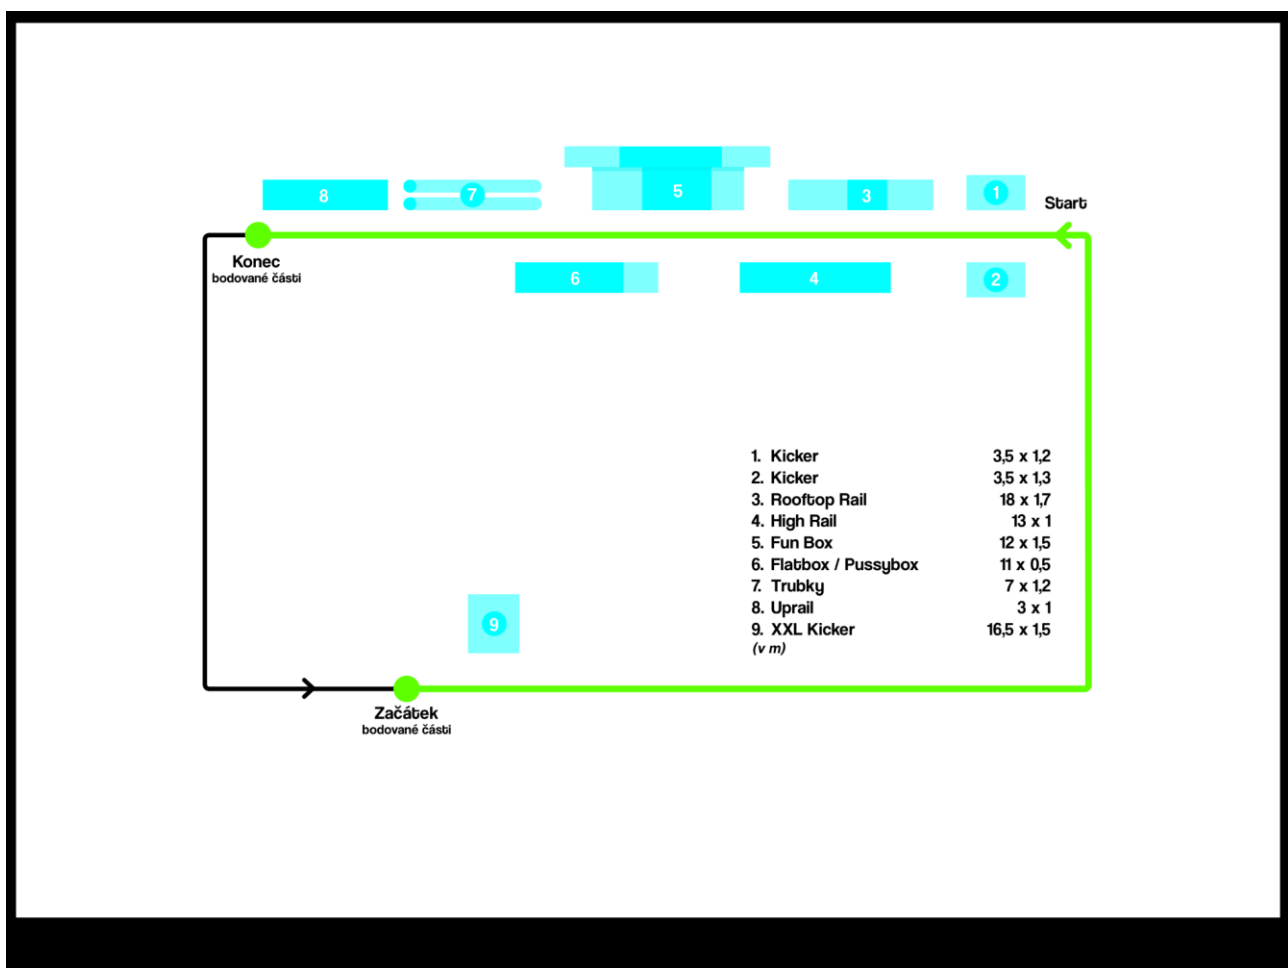 8
7
5
3
1
Start
Konec
bodované části
6
4
2
1. Kicker 3,5 x 1,2
2. Kicker 3,5 x 1,3
3. Rooftop Rail 18 x 1,7
4. High Rail 13 x 1
5. Fun Box 12 x 1,5
6. Flatbox / Pussybox 11 x 0,5
7. Trubky 7 x 1,2
8. Uprail 3 x 1
9. XXL Kicker 16,5 x 1,5
(v m)
9
Začátek
bodované části